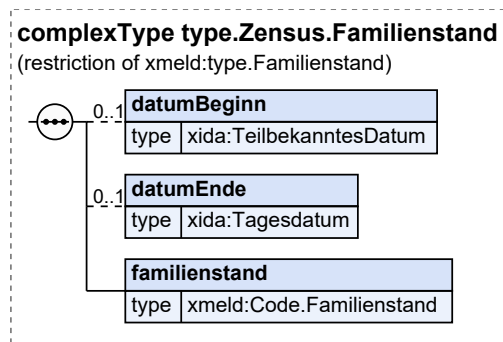 complexType type.Zensus.Familienstand
(restriction of xmeld:type.Familienstand)
0..1
datumBeginn
type xida:TeilbekanntesDatum
0..1
datumEnde
type xida:Tagesdatum
familienstand
type xmeld:Code.Familienstand